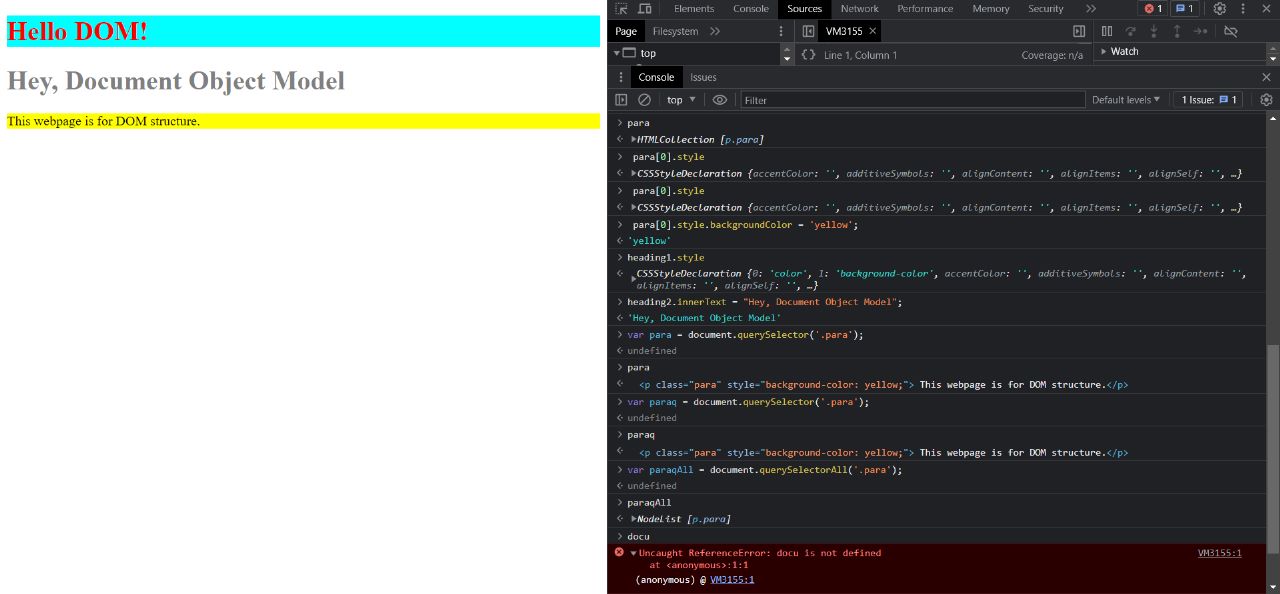 Hello DOM!
Hey, Document Object Model
This webpage is for DOM structure.
Elements Console Sources Network Performance Memory Security 1 1
Page Filesystem VM3155
top {} Line 1, Column 1 Coverage: n/a Watch
Console Issues
top Filter Default levels 1 Issue: 1
para
HTMLCollection [p.para]
para[0].style
CSSStyleDeclaration {accentColor: '', additiveSymbols: '', alignContent: '', alignItems: '', alignSelf: '', …}
para[0].style
CSSStyleDeclaration {accentColor: '', additiveSymbols: '', alignContent: '', alignItems: '', alignSelf: '', …}
para[0].style.backgroundColor = 'yellow';
'yellow'
heading1.style
CSSStyleDeclaration {0: 'color', 1: 'background-color', accentColor: '', additiveSymbols: '', alignContent: '',
alignItems: '', alignSelf: '', …}
heading2.innerText = "Hey, Document Object Model";
'Hey, Document Object Model'
var para = document.querySelector('.para');
undefined
para
<p class="para" style="background-color: yellow;"> This webpage is for DOM structure.</p>
var paraq = document.querySelector('.para');
undefined
paraq
<p class="para" style="background-color: yellow;"> This webpage is for DOM structure.</p>
var paraqAll = document.querySelectorAll('.para');
undefined
paraqAll
NodeList [p.para]
docu
Uncaught ReferenceError: docu is not defined VM3155:1
at <anonymous>:1:1
(anonymous) @ VM3155:1